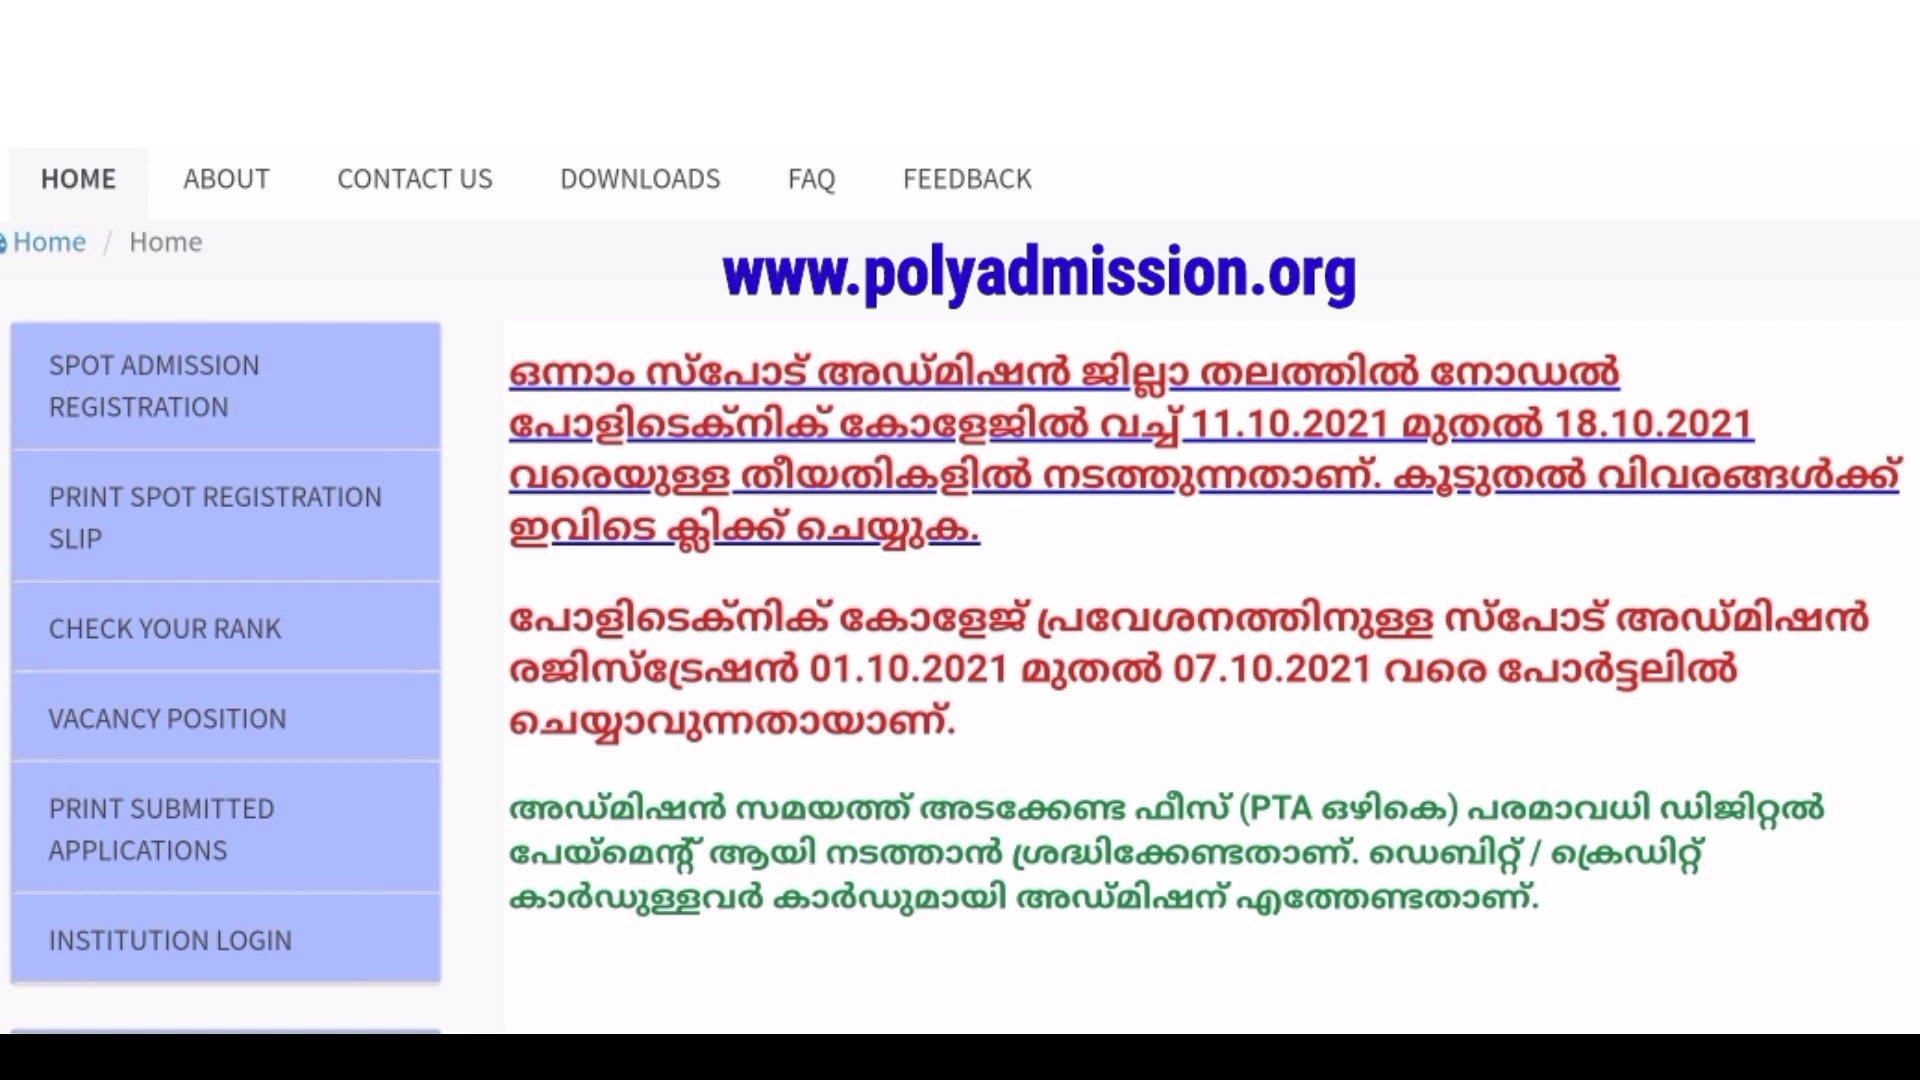 HOME ABOUT CONTACT US DOWNLOADS FAQ FEEDBACK
Home / Home
www.polyadmission.org
SPOT ADMISSION
REGISTRATION
PRINT SPOT REGISTRATION
SLIP
CHECK YOUR RANK
VACANCY POSITION
PRINT SUBMITTED
APPLICATIONS
INSTITUTION LOGIN
ഒന്നാം സ്പോട് അഡ്മിഷൻ ജില്ലാ തലത്തിൽ നോഡൽ
പോളിടെക്നിക് കോളേജിൽ വച്ച് 11.10.2021 മുതൽ 18.10.2021
വരെയുള്ള തീയതികളിൽ നടത്തുന്നതാണ്. കൂടുതൽ വിവരങ്ങൾക്ക്
ഇവിടെ ക്ലിക്ക് ചെയ്യുക.
പോളിടെക്നിക് കോളേജ് പ്രവേശനത്തിനുള്ള സ്പോട് അഡ്മിഷൻ
രജിസ്ട്രേഷൻ 01.10.2021 മുതൽ 07.10.2021 വരെ പോർട്ടലിൽ
ചെയ്യാവുന്നതായാണ്.
അഡ്മിഷൻ സമയത്ത് അടക്കേണ്ട ഫീസ് (PTA ഒഴികെ) പരമാവധി ഡിജിറ്റൽ
പേയ്മെന്റ് ആയി നടത്താൻ ശ്രദ്ധിക്കേണ്ടതാണ്. ഡെബിറ്റ് / ക്രെഡിറ്റ്
കാർഡുള്ളവർ കാർഡുമായി അഡ്മിഷന് എത്തേണ്ടതാണ്.